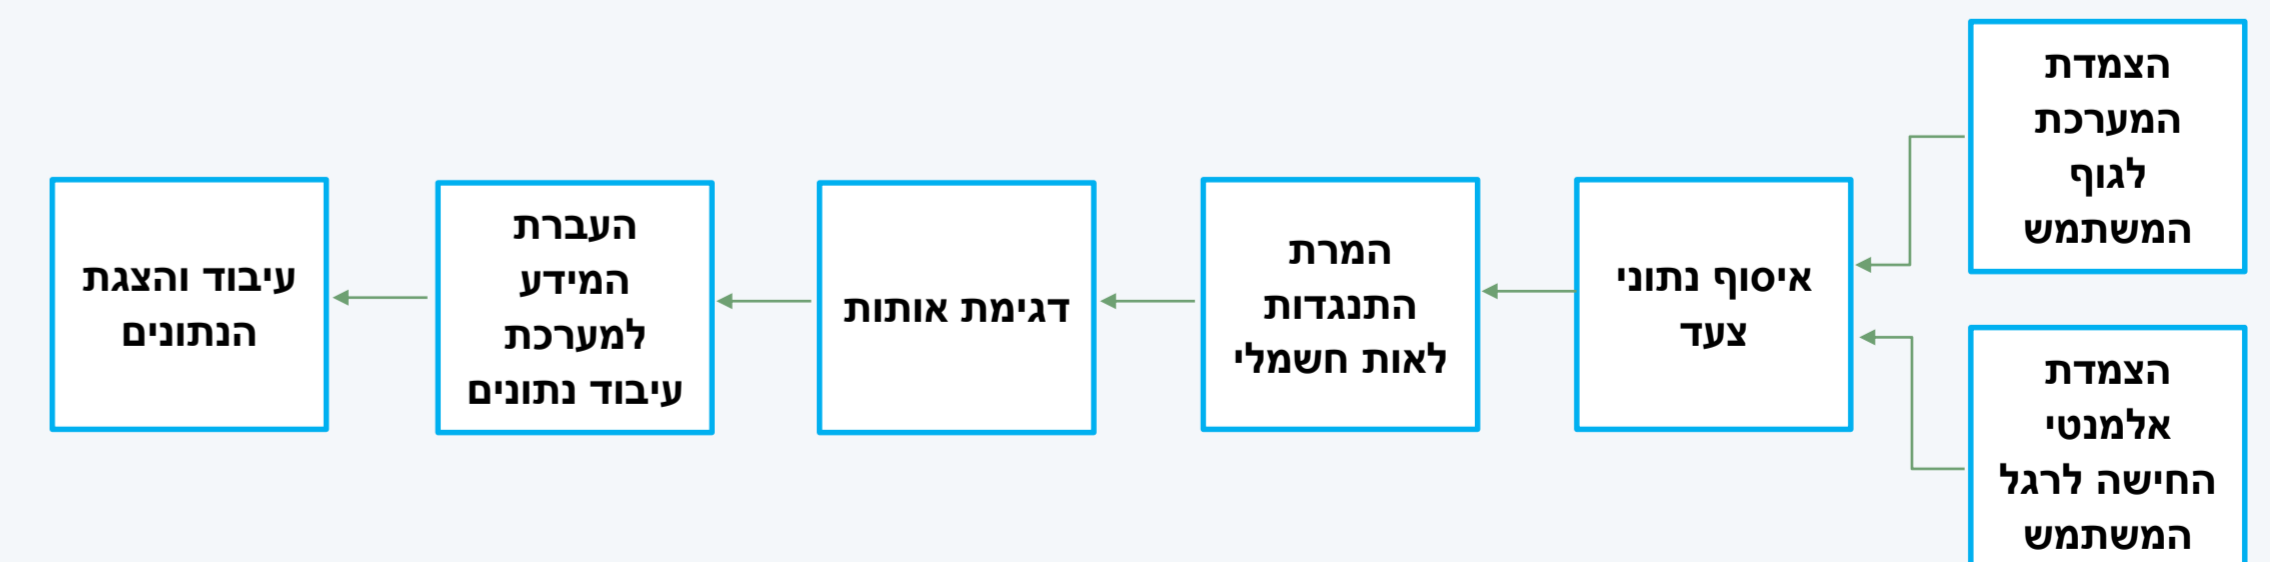 הצמדת
המערכת
לגוף
המשתמש
הצמדת
אלמנטי
החישה לרגל
המשתמש
איסוף נתוני
צעד
המרת
התנגדות
לאות חשמלי
דגימת אותות
העברת
המידע
למערכת
עיבוד נתונים
עיבוד והצגת
הנתונים